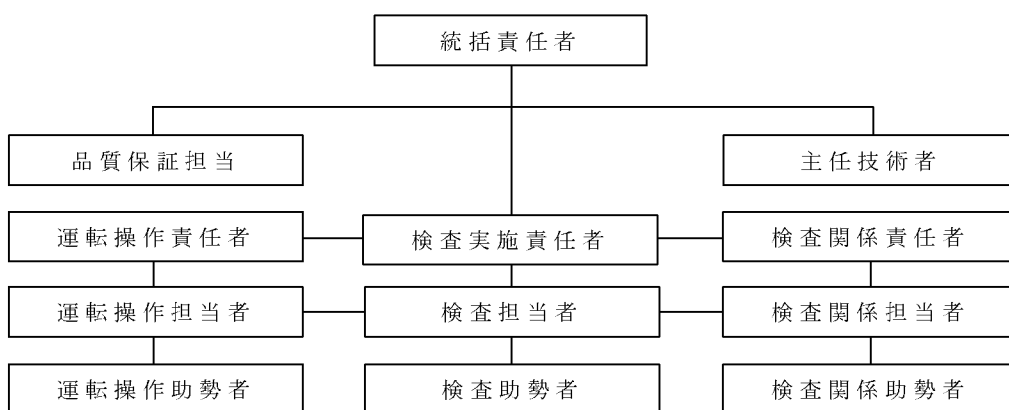 統括責任者
品質保証担当
主任技術者
運転操作責任者
検査実施責任者
検査関係責任者
運転操作担当者
検査担当者
検査関係担当者
運転操作助勢者
検査助勢者
検査関係助勢者